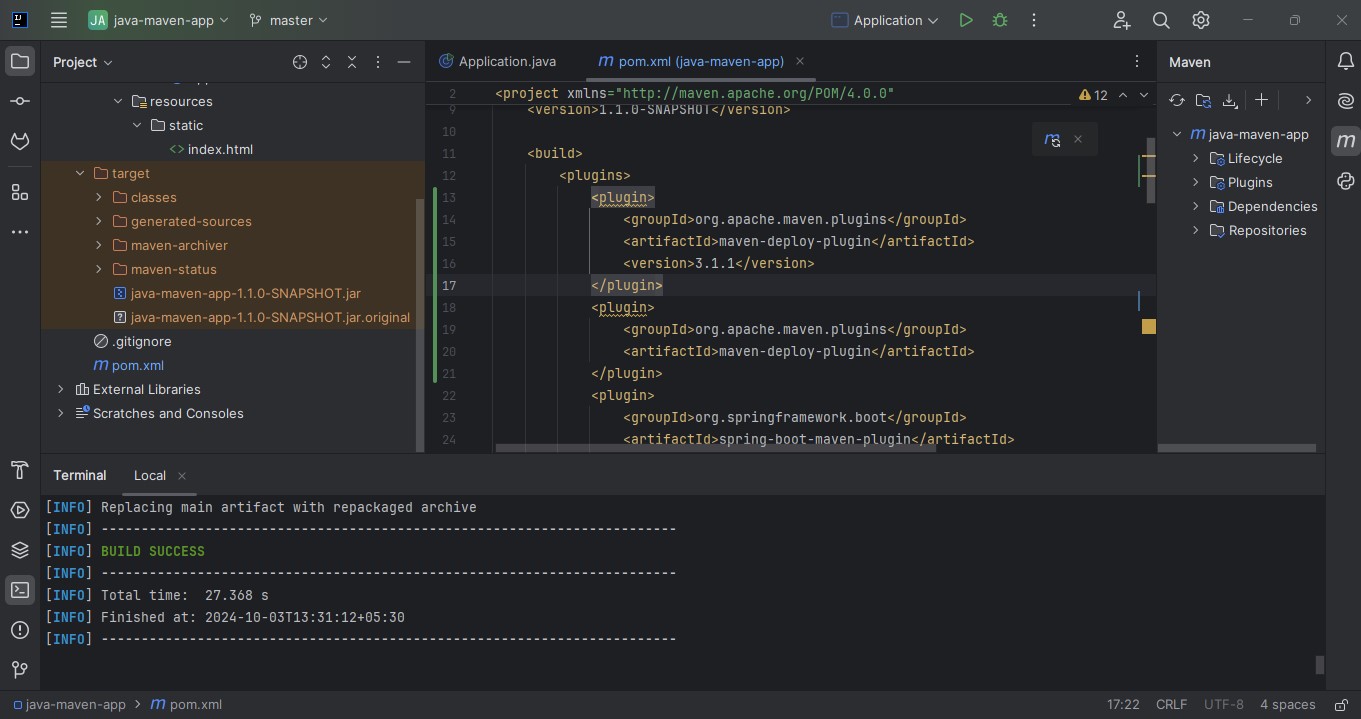 JA java-maven-app
master
Application
Project
resources
static
<> index.html
target
classes
generated-sources
maven-archiver
maven-status
java-maven-app-1.1.0-SNAPSHOT.jar
? java-maven-app-1.1.0-SNAPSHOT.jar.original
.gitignore
m pom.xml
External Libraries
Scratches and Consoles
Application.java
m pom.xml (java-maven-app)
12
2 <project xmlns="http://maven.apache.org/POM/4.0.0"
9 <version>1.1.0-SNAPSHOT</version>
10
11 <build>
12 <plugins>
13 <plugin>
14 <groupId>org.apache.maven.plugins</groupId>
15 <artifactId>maven-deploy-plugin</artifactId>
16 <version>3.1.1</version>
17 </plugin>
18 <plugin>
19 <groupId>org.apache.maven.plugins</groupId>
20 <artifactId>maven-deploy-plugin</artifactId>
21 </plugin>
22 <plugin>
23 <groupId>org.springframework.boot</groupId>
24 <artifactId>spring-boot-maven-plugin</artifactId>
Maven
m java-maven-app
Lifecycle
Plugins
Dependencies
Repositories
Terminal
Local
[INFO] Replacing main artifact with repackaged archive
[INFO] ------------------------------------------------------------------------
[INFO] BUILD SUCCESS
[INFO] ------------------------------------------------------------------------
[INFO] Total time:  27.368 s
[INFO] Finished at: 2024-10-03T13:31:12+05:30
[INFO] ------------------------------------------------------------------------
java-maven-app > m pom.xml
17:22 CRLF UTF-8 4 spaces